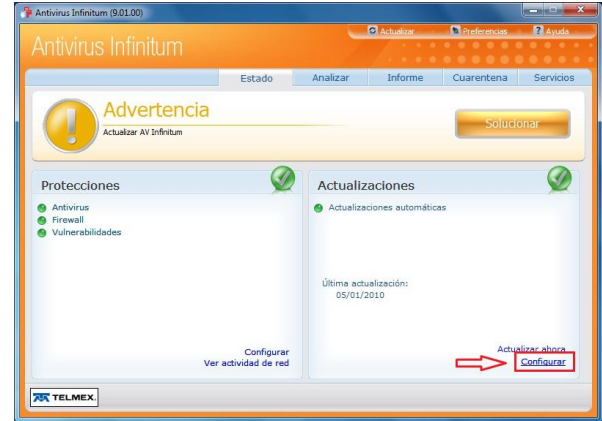 Antivirus Infinitum (9.01.00)
Actualizar Preferencias ? Ayuda
Antivirus Infinitum
Estado Analizar Informe Cuarentena Servicios
Advertencia
Actualizar AV Infinitum
Solucionar
Protecciones
Antivirus
Firewall
Vulnerabilidades
Configurar
Ver actividad de red
Actualizaciones
Actualizaciones automáticas
Última actualización:
05/01/2010
Actualizar ahora
Configurar
TELMEX.